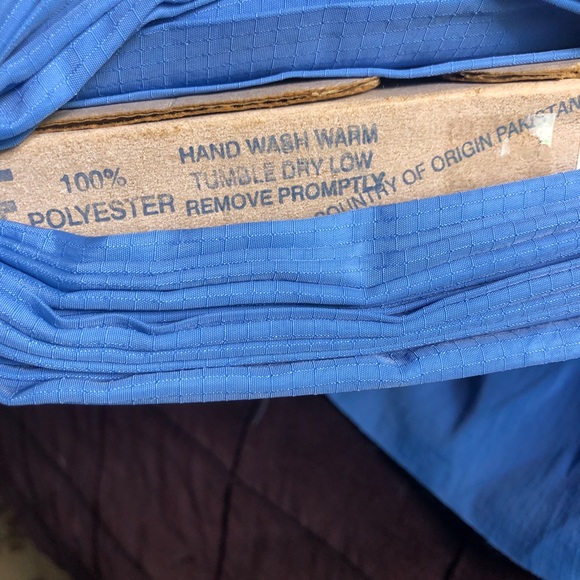 100%
POLYESTER
HAND WASH WARM
TUMBLE DRY LOW
REMOVE PROMPTLY
COUNTRY OF ORIGIN PAKISTAN